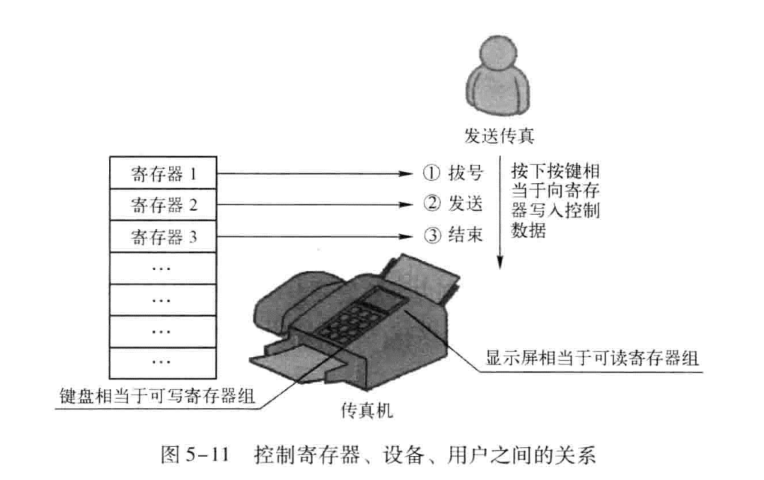 发送传真
寄存器 1
① 拔号
按下按键相
当于向寄存
器写入控制
数据
寄存器 2
② 发送
寄存器 3
③ 结束
…
…
…
…
显示屏相当于可读寄存器组
键盘相当于可写寄存器组
传真机
图 5-11 控制寄存器、设备、用户之间的关系